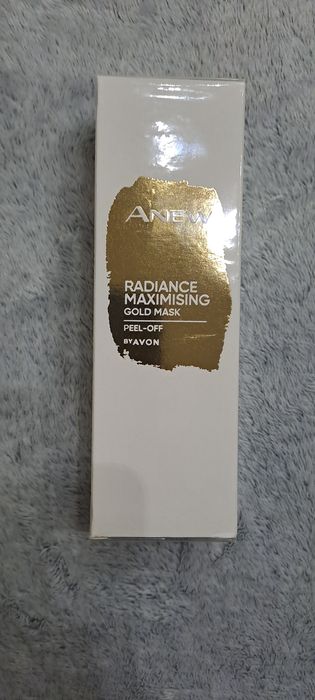 ANEW
RADIANCE
MAXIMISING
GOLD MASK
PEEL-OFF
BY AVON